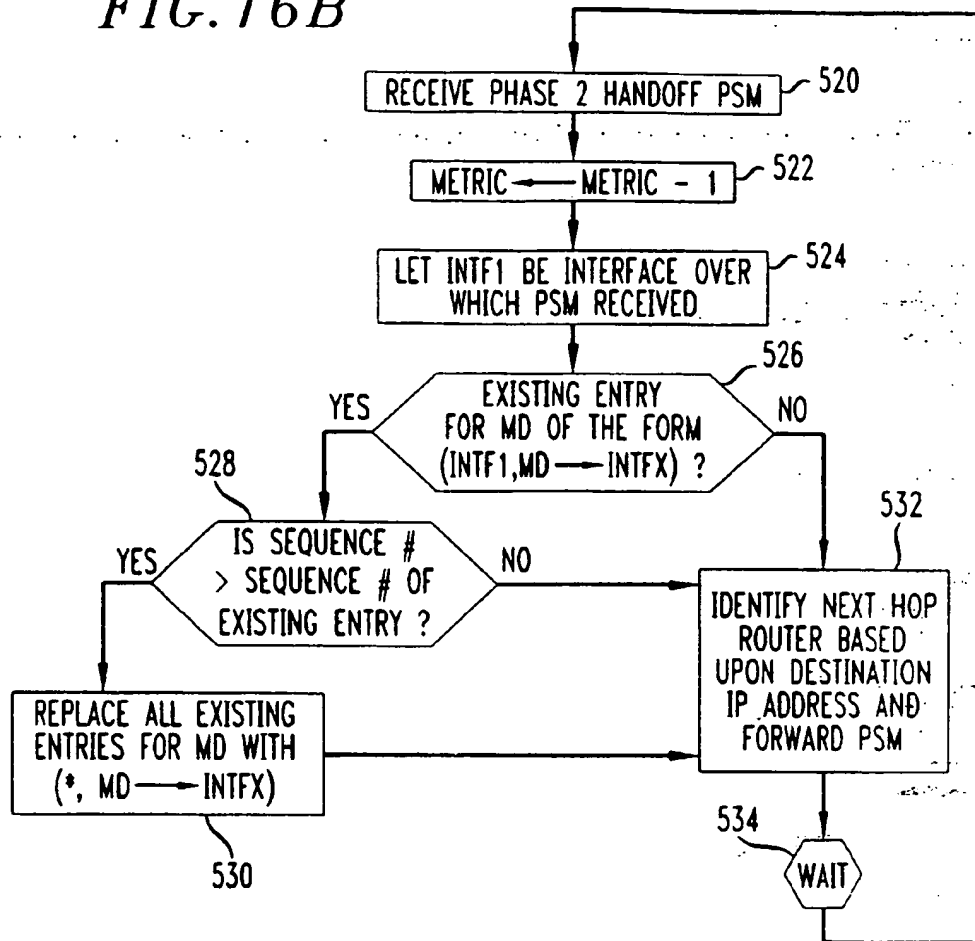 FIG. 16B
RECEIVE PHASE 2 HANDOFF PSM
520
METRIC ← METRIC - 1
522
LET INTF1 BE INTERFACE OVER
WHICH PSM RECEIVED
524
526
EXISTING ENTRY
FOR MD OF THE FORM
(INTF1,MD → INTFX) ?
YES
NO
528
IS SEQUENCE #
> SEQUENCE # OF
EXISTING ENTRY ?
YES
NO
532
IDENTIFY NEXT HOP
ROUTER BASED
UPON DESTINATION
IP ADDRESS AND
FORWARD PSM
REPLACE ALL EXISTING
ENTRIES FOR MD WITH
(*, MD → INTFX)
530
534
WAIT